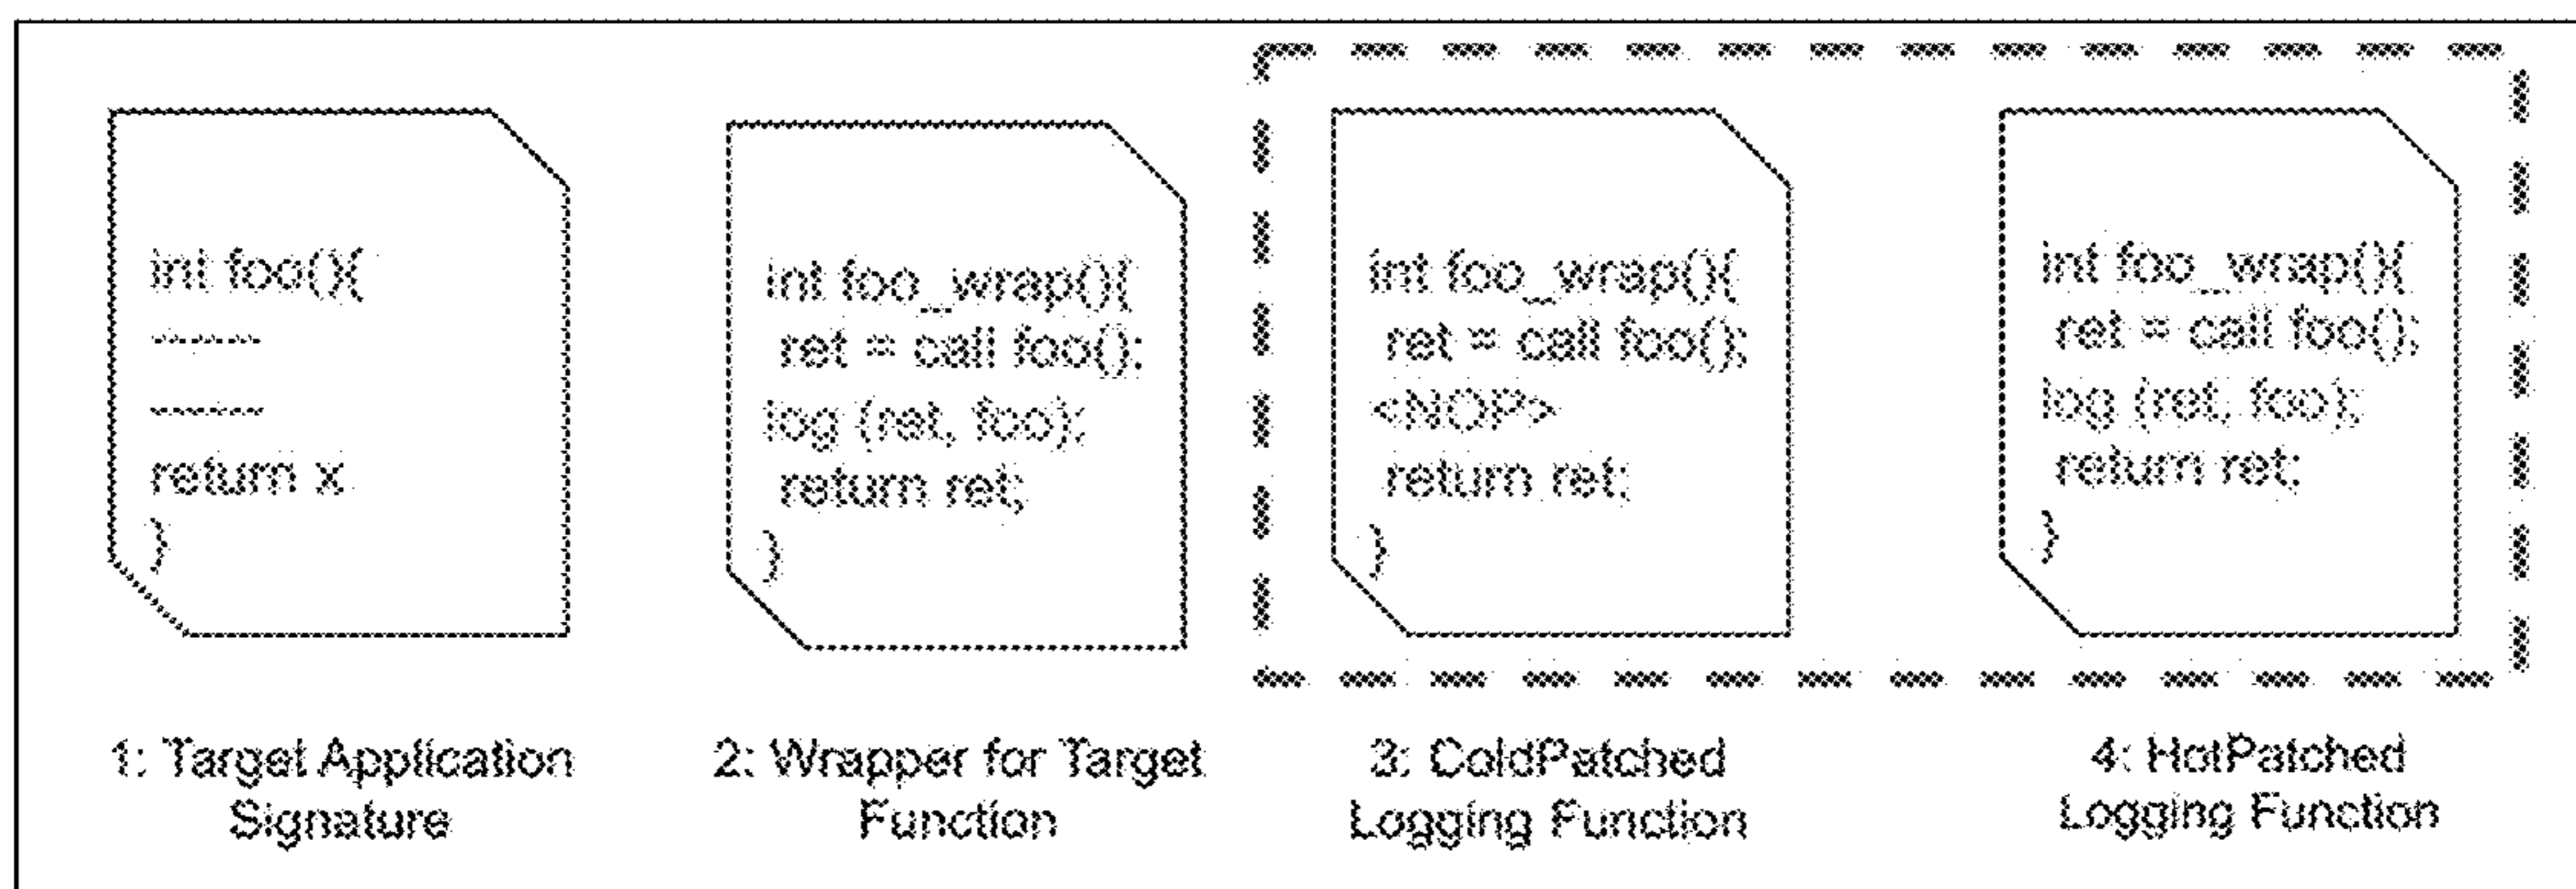 int foo(){
------
------
return x
}
1: Target Application
Signature
int foo_wrap(){
ret = call foo();
log (ret, foo);
return ret;
}
2: Wrapper for Target
Function
int foo_wrap(){
ret = call foo();
<NOP>
return ret;
}
3: ColdPatched
Logging Function
int foo_wrap(){
ret = call foo();
log (ret, foo);
return ret;
}
4: HotPatched
Logging Function